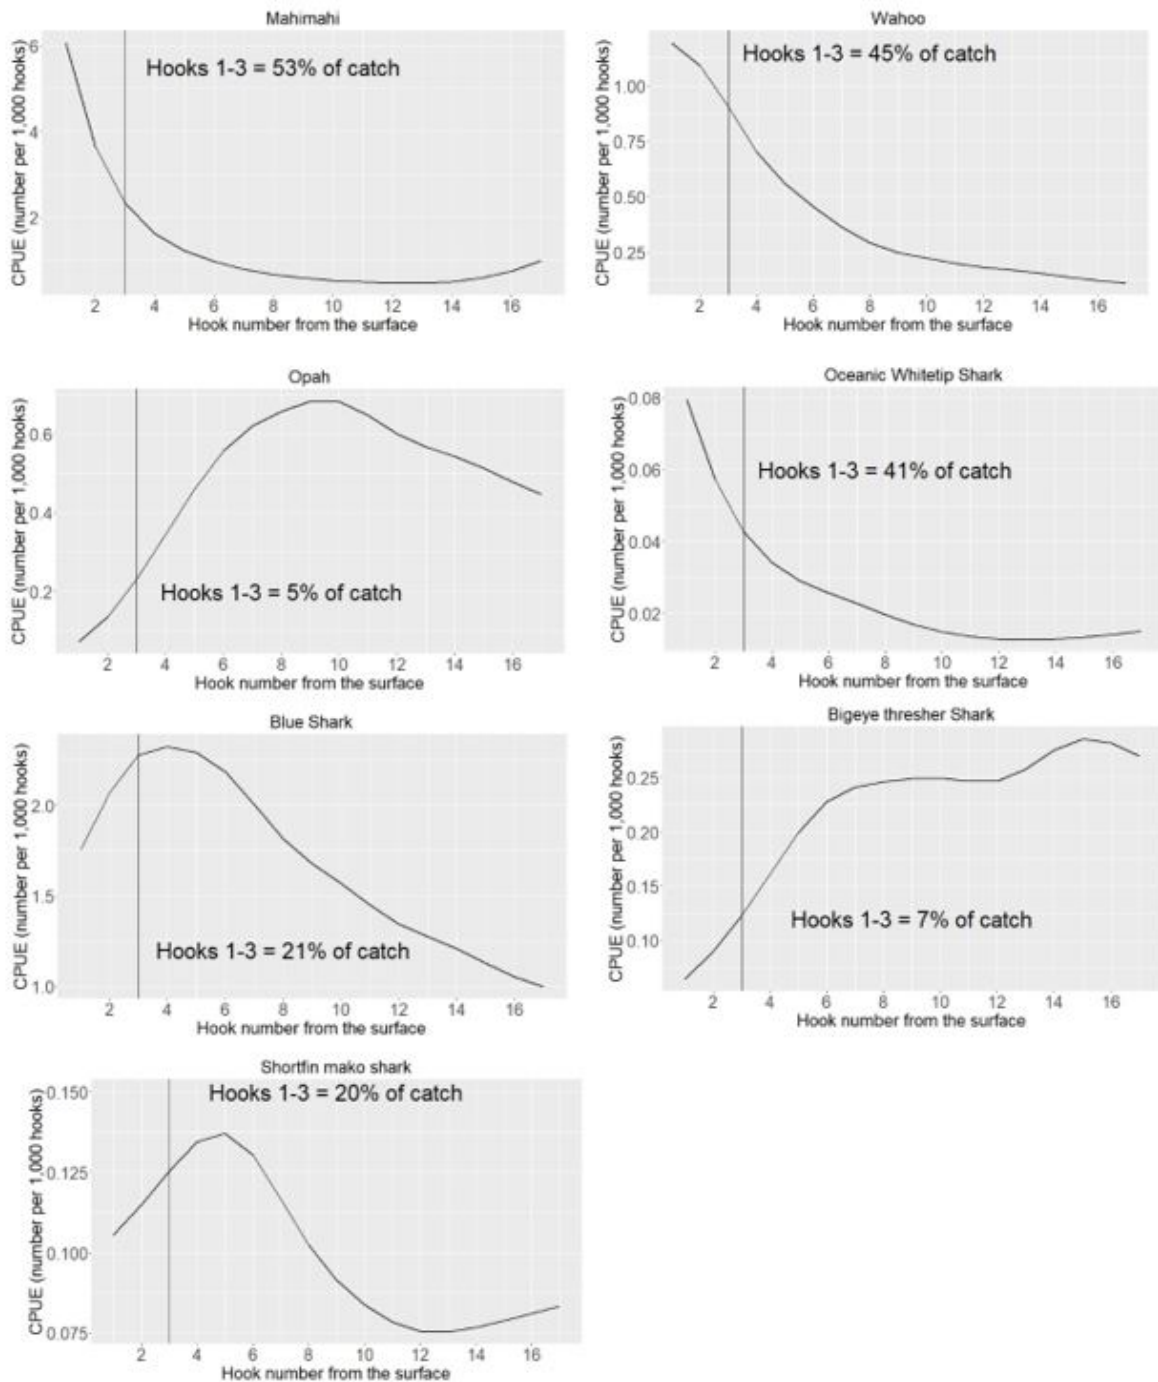 Mahimahi
Hooks 1-3 = 53% of catch
CPUE (number per 1,000 hooks)
6
4
2
2 4 6 8 10 12 14 16
Hook number from the surface
Wahoo
Hooks 1-3 = 45% of catch
CPUE (number per 1,000 hooks)
1.00
0.75
0.50
0.25
2 4 6 8 10 12 14 16
Hook number from the surface
Opah
CPUE (number per 1,000 hooks)
0.6
0.4
0.2
Hooks 1-3 = 5% of catch
2 4 6 8 10 12 14 16
Hook number from the surface
Oceanic Whitetip Shark
CPUE (number per 1,000 hooks)
0.08
0.06
0.04
0.02
Hooks 1-3 = 41% of catch
2 4 6 8 10 12 14 16
Hook number from the surface
Blue Shark
CPUE (number per 1,000 hooks)
2.0
1.5
1.0
Hooks 1-3 = 21% of catch
2 4 6 8 10 12 14 16
Hook number from the surface
Bigeye thresher Shark
CPUE (number per 1,000 hooks)
0.25
0.20
0.15
0.10
Hooks 1-3 = 7% of catch
2 4 6 8 10 12 14 16
Hook number from the surface
Shortfin mako shark
Hooks 1-3 = 20% of catch
CPUE (number per 1,000 hooks)
0.150
0.125
0.100
0.075
2 4 6 8 10 12 14 16
Hook number from the surface